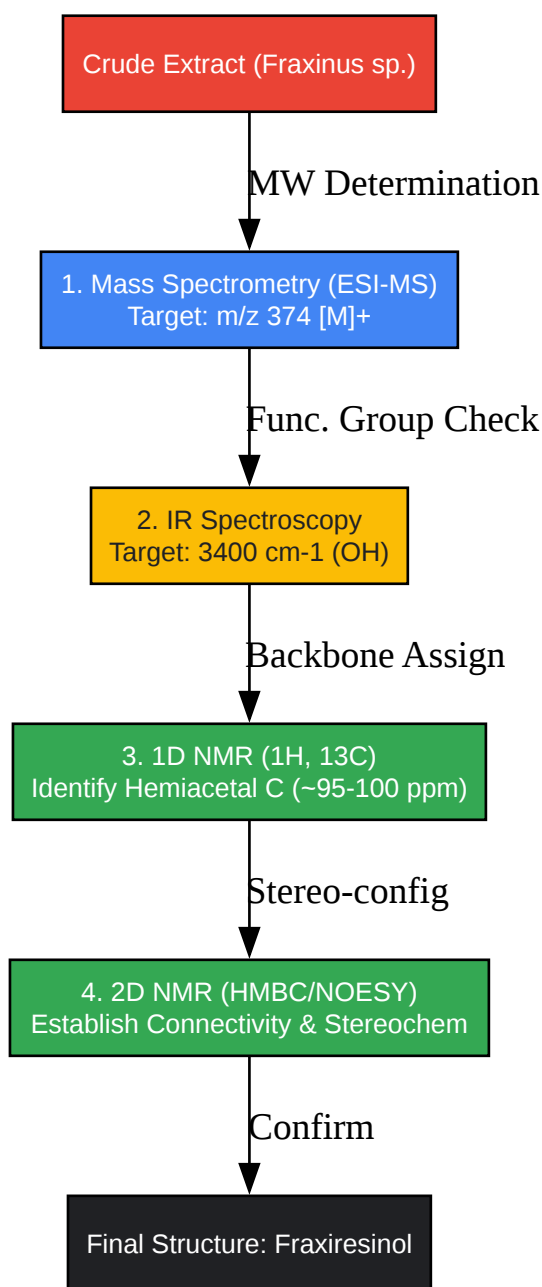 Crude Extract (Fraxinus sp.)
MW Determination
1. Mass Spectrometry (ESI-MS)
Target: m/z 374 [M]+
Func. Group Check
2. IR Spectroscopy
Target: 3400 cm-1 (OH)
Backbone Assign
3. 1D NMR (1H, 13C)
Identify Hemiacetal C (~95-100 ppm)
Stereo-config
4. 2D NMR (HMBC/NOESY)
Establish Connectivity & Stereochem
Confirm
Final Structure: Fraxiresinol